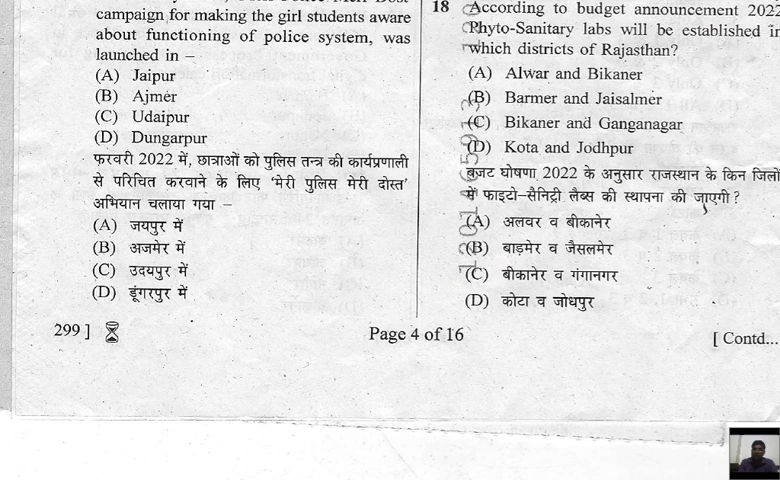 campaign for making the girl students aware
about functioning of police system, was
launched in –
(A) Jaipur
(B) Ajmer
(C) Udaipur
(D) Dungarpur
फरवरी 2022 में, छात्राओं को पुलिस तन्त्र की कार्यप्रणाली
से परिचित करवाने के लिए ‘मेरी पुलिस मेरी दोस्त’
अभियान चलाया गया –
(A) जयपुर में
(B) अजमेर में
(C) उदयपुर में
(D) डूंगरपुर में
18 According to budget announcement 2022
Phyto-Sanitary labs will be established in
which districts of Rajasthan?
(A) Alwar and Bikaner
(B) Barmer and Jaisalmer
(C) Bikaner and Ganganagar
(D) Kota and Jodhpur
बजट घोषणा 2022 के अनुसार राजस्थान के किन जिलों
में फाइटो-सैनिट्री लैब्स की स्थापना की जाएगी ?
(A) अलवर व बीकानेर
(B) बाड़मेर व जैसलमेर
(C) बीकानेर व गंगानगर
(D) कोटा व जोधपुर
299 ]
Page 4 of 16
[ Contd...